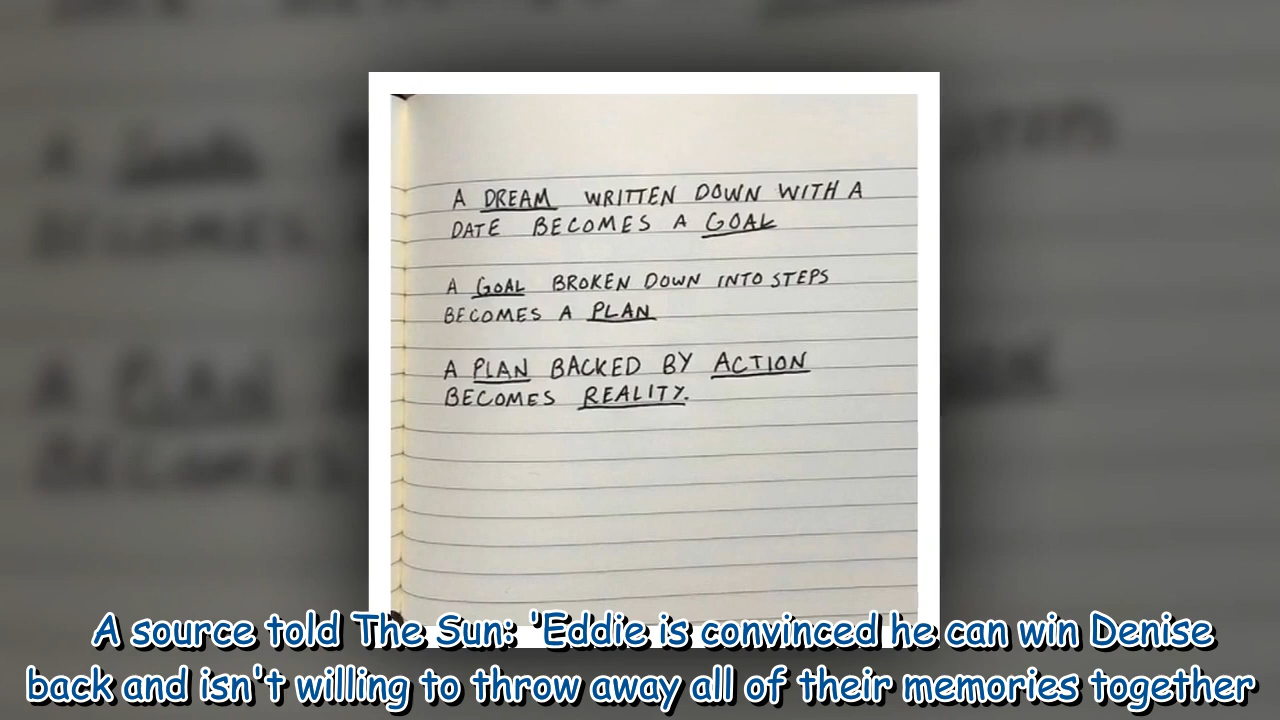 A DREAM WRITTEN DOWN WITH A
DATE BECOMES A GOAL
A GOAL BROKEN DOWN INTO STEPS
BECOMES A PLAN
A PLAN BACKED BY ACTION
BECOMES REALITY.
A source told The Sun: 'Eddie is convinced he can win Denise
back and isn't willing to throw away all of their memories together